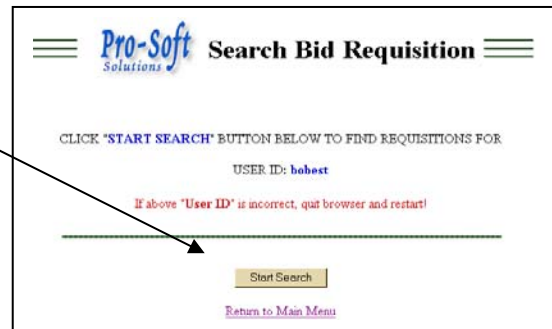 Pro-Soft
Solutions
Search Bid Requisition
CLICK "START SEARCH" BUTTON BELOW TO FIND REQUISITIONS FOR
USER ID: bobest
If above "User ID" is incorrect, quit browser and restart!
Start Search
Return to Main Menu